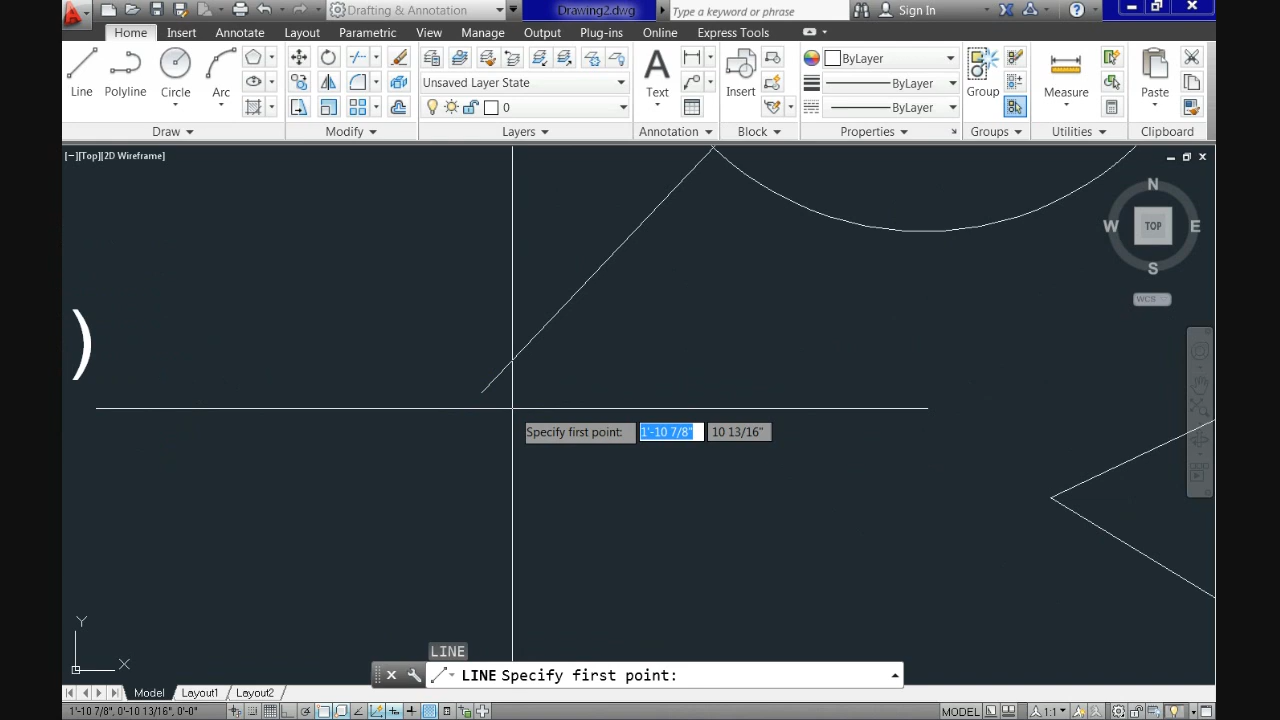 Drafting & Annotation
Drawing2.dwg
Type a keyword or phrase
Sign In
Home
Insert
Annotate
Layout
Parametric
View
Manage
Output
Plug-ins
Online
Express Tools
Line
Polyline
Circle
Arc
Unsaved Layer State
0
Text
Insert
ByLayer
ByLayer
ByLayer
Group
Measure
Paste
Draw
Modify
Layers
Annotation
Block
Properties
Groups
Utilities
Clipboard
[−][Top][2D Wireframe]
N
W
TOP
E
S
WCS
)
Specify first point:
1'-10 7/8"
10 13/16"
Y
X
LINE
LINE Specify first point:
Model
Layout1
Layout2
1'-10 7/8", 0'-10 13/16", 0'-0"
MODEL
1:1